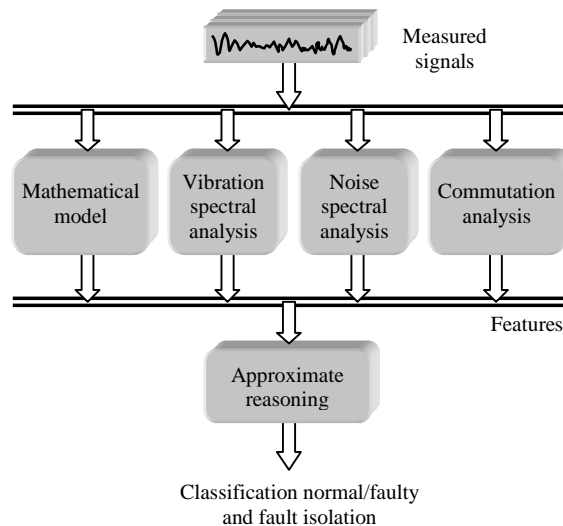 Measured
signals
Mathematical
model
Vibration
spectral
analysis
Noise
spectral
analysis
Commutation
analysis
Features
Approximate
reasoning
Classification normal/faulty
and fault isolation